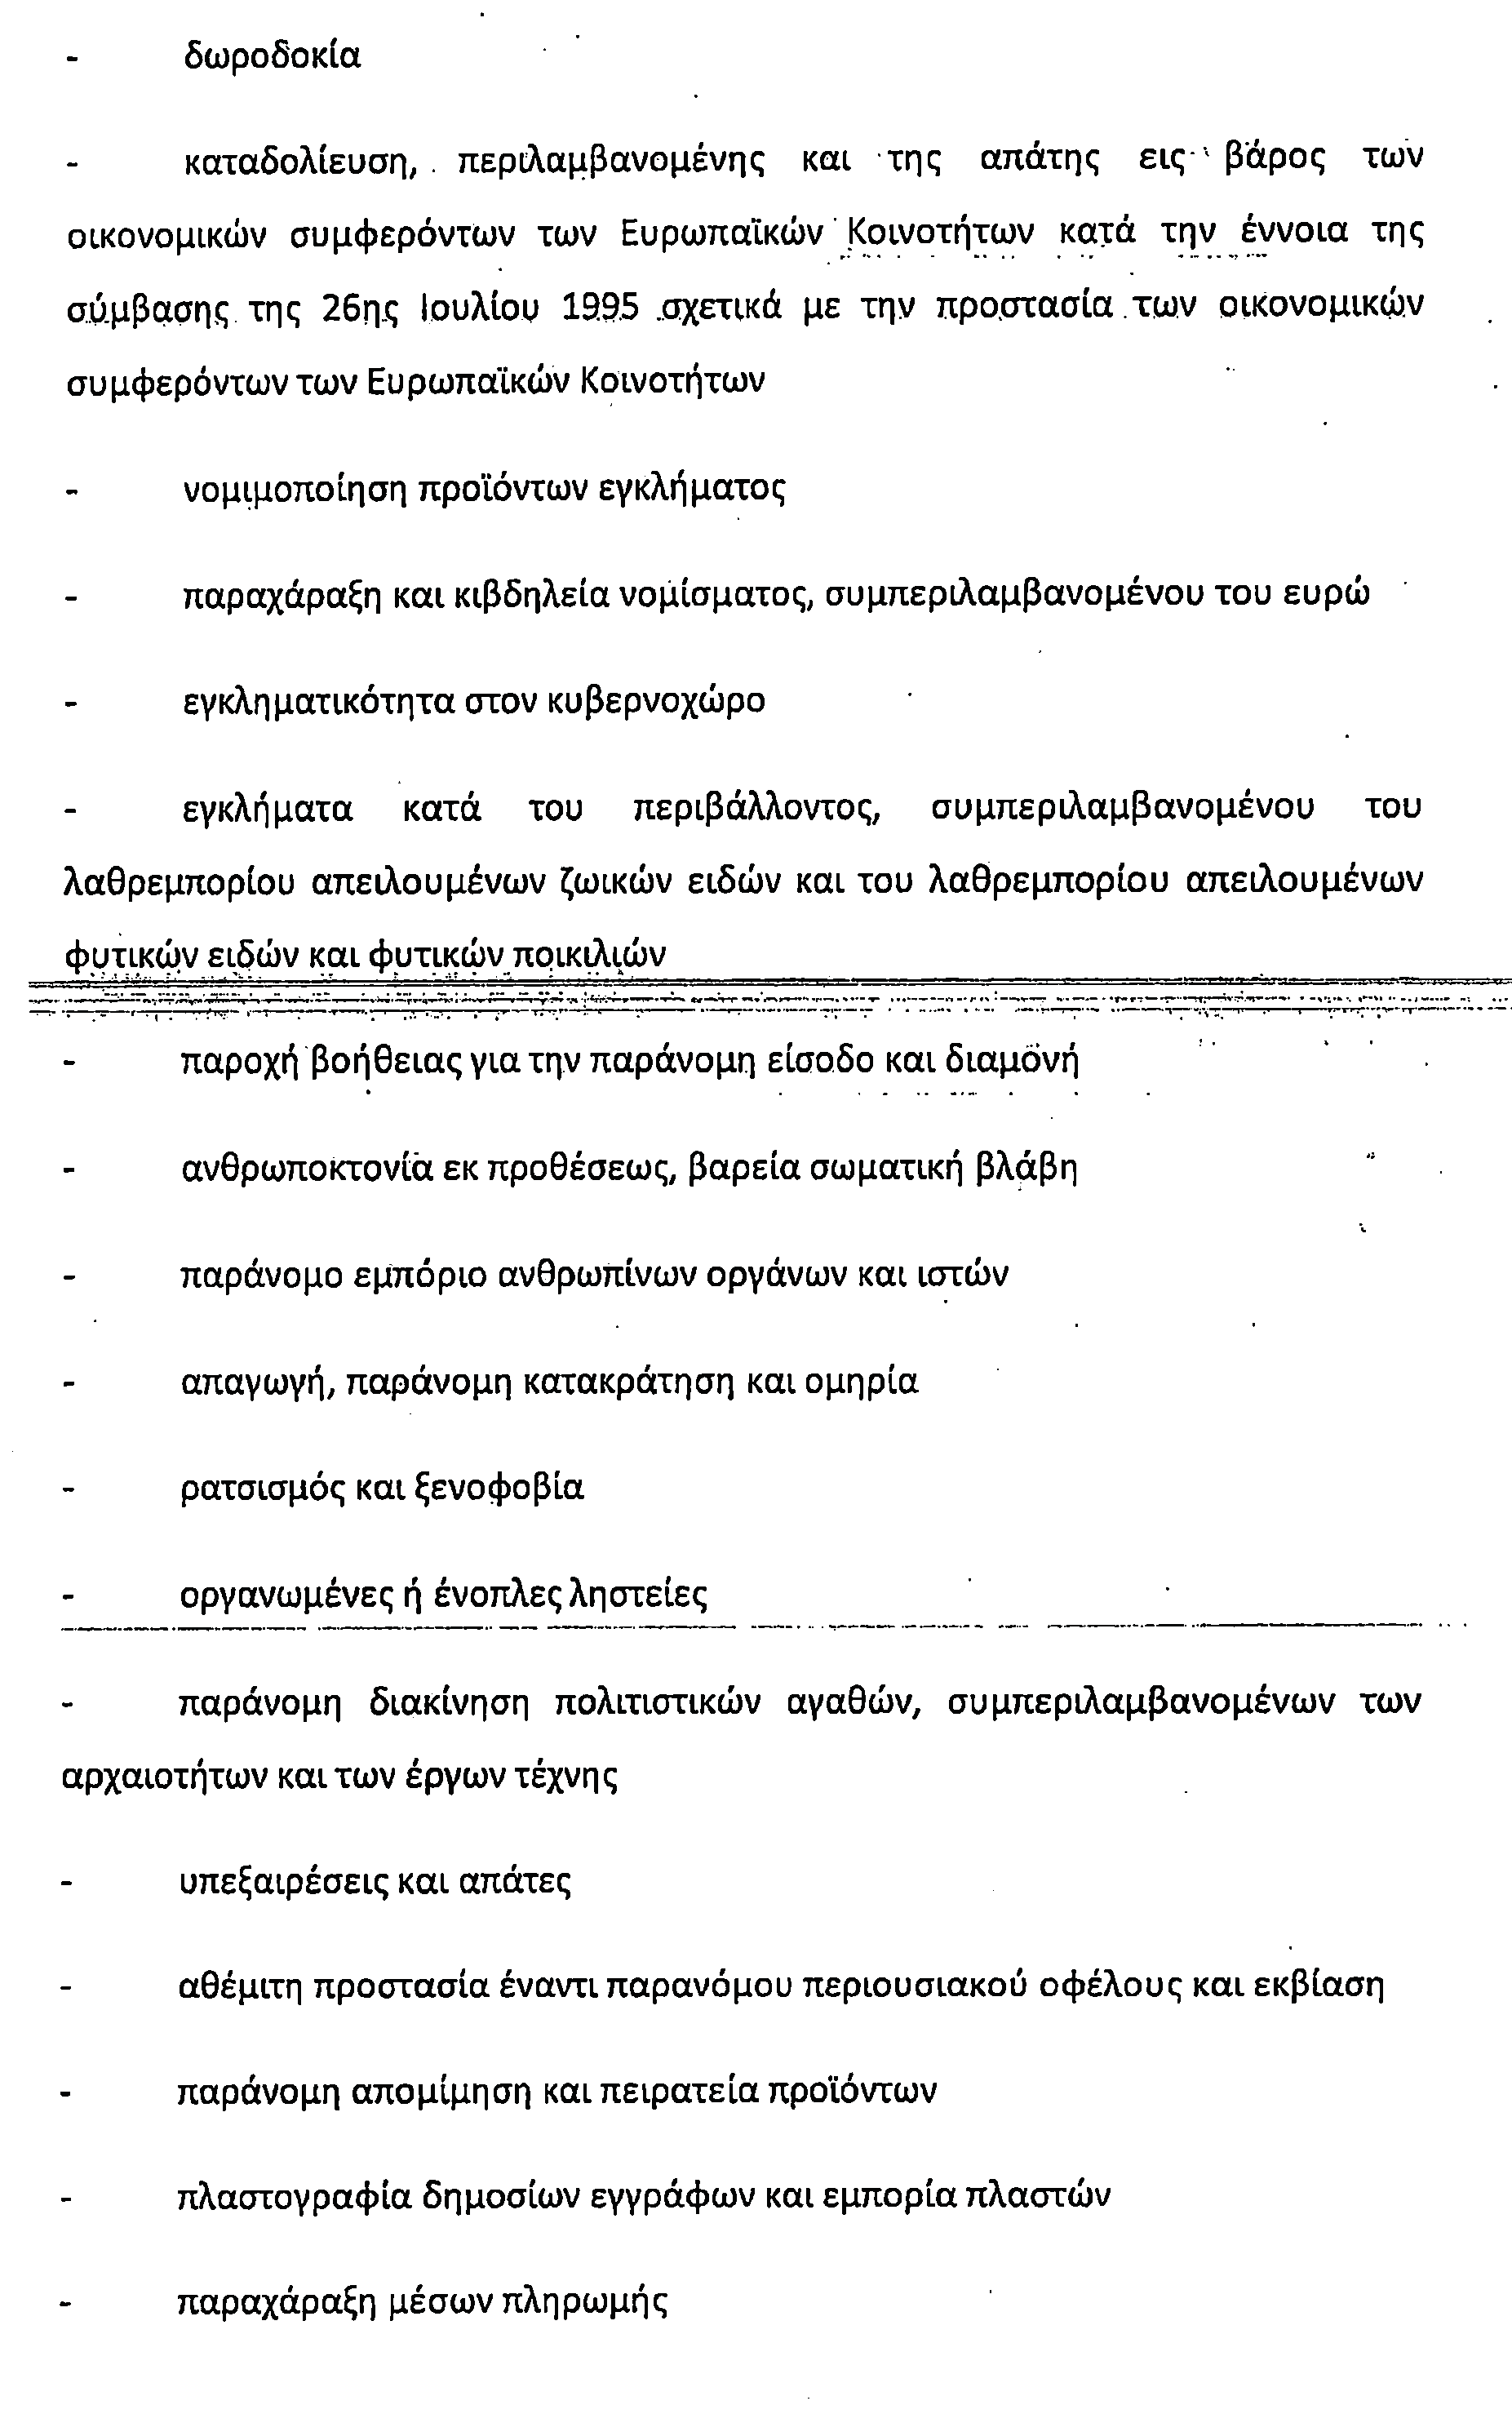 - δωροδοκία
- καταδολίευση, περιλαμβανομένης και της απάτης εις βάρος των
οικονομικών συμφερόντων των Ευρωπαϊκών Κοινοτήτων κατά την έννοια της
σύμβασης της 26ης Ιουλίου 1995 σχετικά με την προστασία των οικονομικών
συμφερόντων των Ευρωπαϊκών Κοινοτήτων
- νομιμοποίηση προϊόντων εγκλήματος
- παραχάραξη και κιβδηλεία νομίσματος, συμπεριλαμβανομένου του ευρώ
- εγκληματικότητα στον κυβερνοχώρο
- εγκλήματα κατά του περιβάλλοντος, συμπεριλαμβανομένου του
λαθρεμπορίου απειλουμένων ζωικών ειδών και του λαθρεμπορίου απειλουμένων
φυτικών ειδών και φυτικών ποικιλιών
- παροχή βοήθειας για την παράνομη είσοδο και διαμονή
- ανθρωποκτονία εκ προθέσεως, βαρεία σωματική βλάβη
- παράνομο εμπόριο ανθρωπίνων οργάνων και ιστών
- απαγωγή, παράνομη κατακράτηση και ομηρία
- ρατσισμός και ξενοφοβία
- οργανωμένες ή ένοπλες ληστείες
- παράνομη διακίνηση πολιτιστικών αγαθών, συμπεριλαμβανομένων των
αρχαιοτήτων και των έργων τέχνης
- υπεξαιρέσεις και απάτες
- αθέμιτη προστασία έναντι παρανόμου περιουσιακού οφέλους και εκβίαση
- παράνομη απομίμηση και πειρατεία προϊόντων
- πλαστογραφία δημοσίων εγγράφων και εμπορία πλαστών
- παραχάραξη μέσων πληρωμής